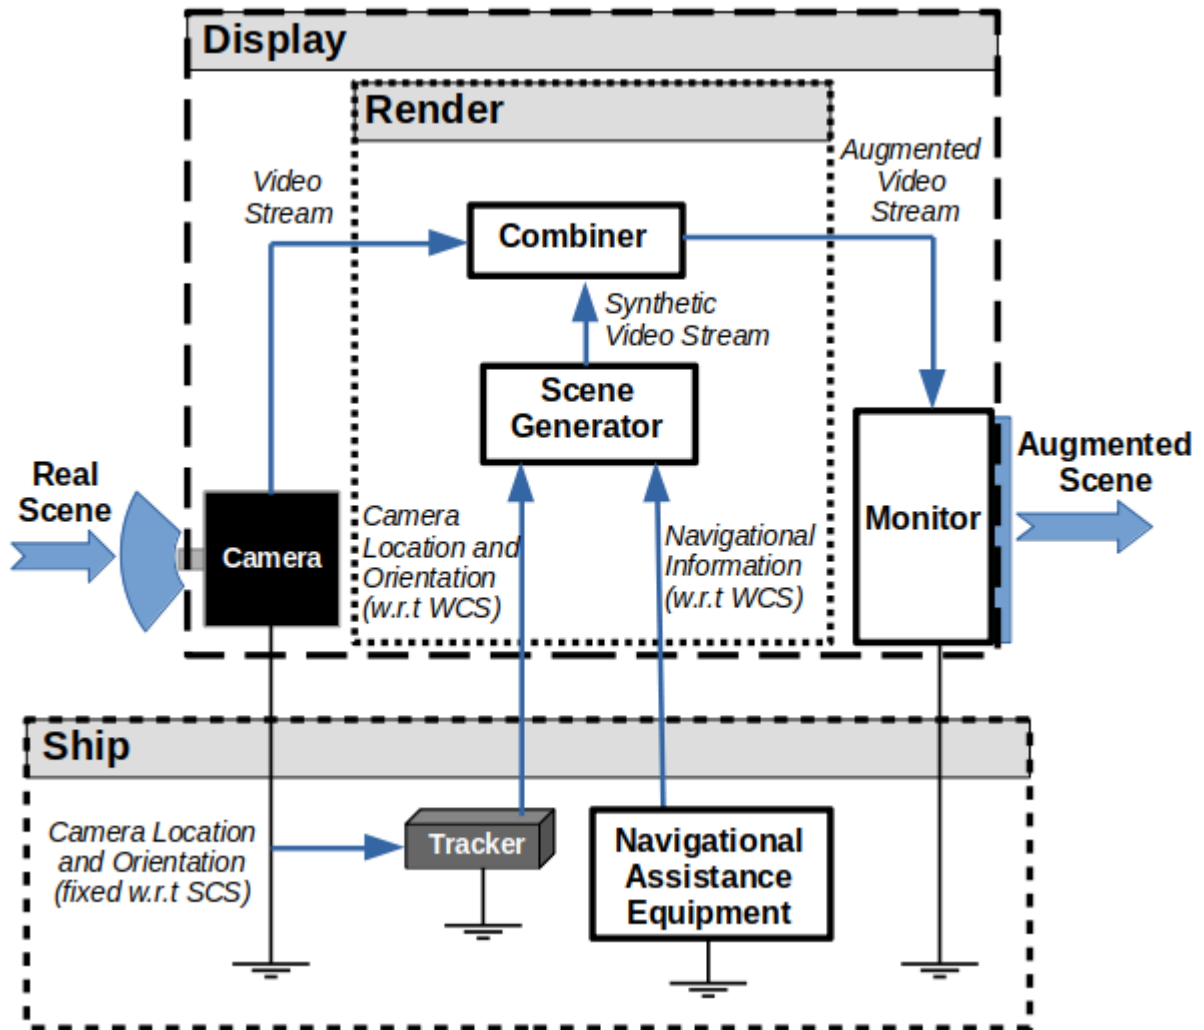 Display
Render
Video
Stream
Augmented
Video
Stream
Combiner
Synthetic
Video Stream
Scene
Generator
Real
Scene
Camera
Camera
Location and
Orientation
(w.r.t WCS)
Navigational
Information
(w.r.t WCS)
Monitor
Augmented
Scene
Ship
Camera Location
and Orientation
(fixed w.r.t SCS)
Tracker
Navigational
Assistance
Equipment